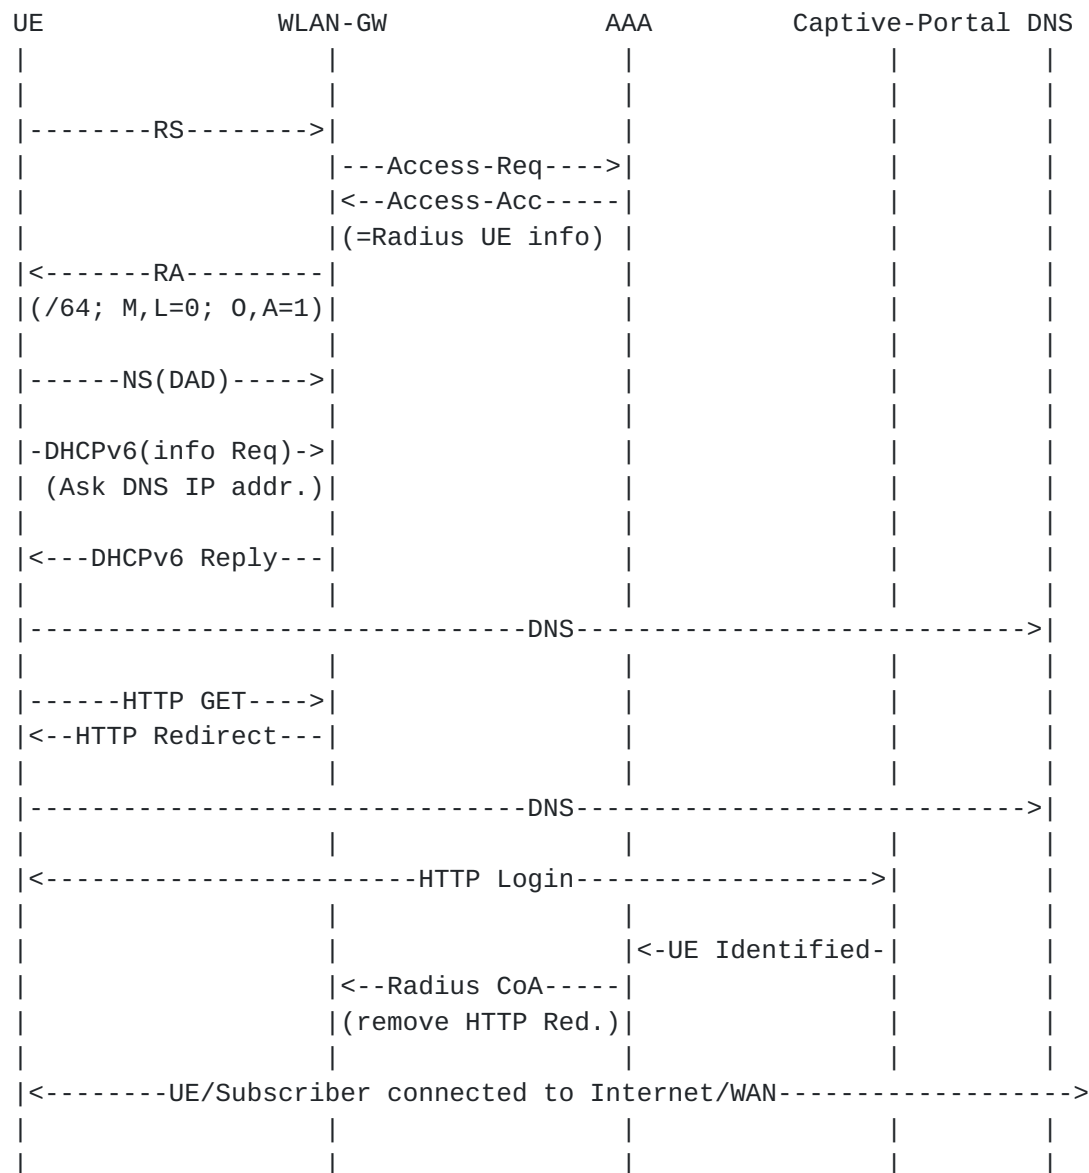 UE               WLAN-GW              AAA         Captive-Portal DNS
|                   |                  |                |         |
|                   |                  |                |         |
|--------RS-------->|                  |                |         |
|                   |---Access-Req---->|                |         |
|                   |<--Access-Acc-----|                |         |
|                   |(=Radius UE info) |                |         |
|<-------RA---------|                  |                |         |
|(/64; M,L=0; O,A=1)|                  |                |         |
|                   |                  |                |         |
|------NS(DAD)----->|                  |                |         |
|                   |                  |                |         |
|-DHCPv6(info Req)->|                  |                |         |
| (Ask DNS IP addr.)|                  |                |         |
|                   |                  |                |         |
|<---DHCPv6 Reply---|                  |                |         |
|                   |                  |                |         |
|--------------------------------DNS----------------------------->|
|                   |                  |                |         |
|------HTTP GET---->|                  |                |         |
|<--HTTP Redirect---|                  |                |         |
|                   |                  |                |         |
|--------------------------------DNS----------------------------->|
|                   |                  |                |         |
|<------------------------HTTP Login------------------->|         |
|                   |                  |                |         |
|                   |                  |<-UE Identified-|         |
|                   |<--Radius CoA-----|                |         |
|                   |(remove HTTP Red.)|                |         |
|                   |                  |                |         |
|<--------UE/Subscriber connected to Internet/WAN------------------->
|                   |                  |                |         |
|                   |                  |                |         |